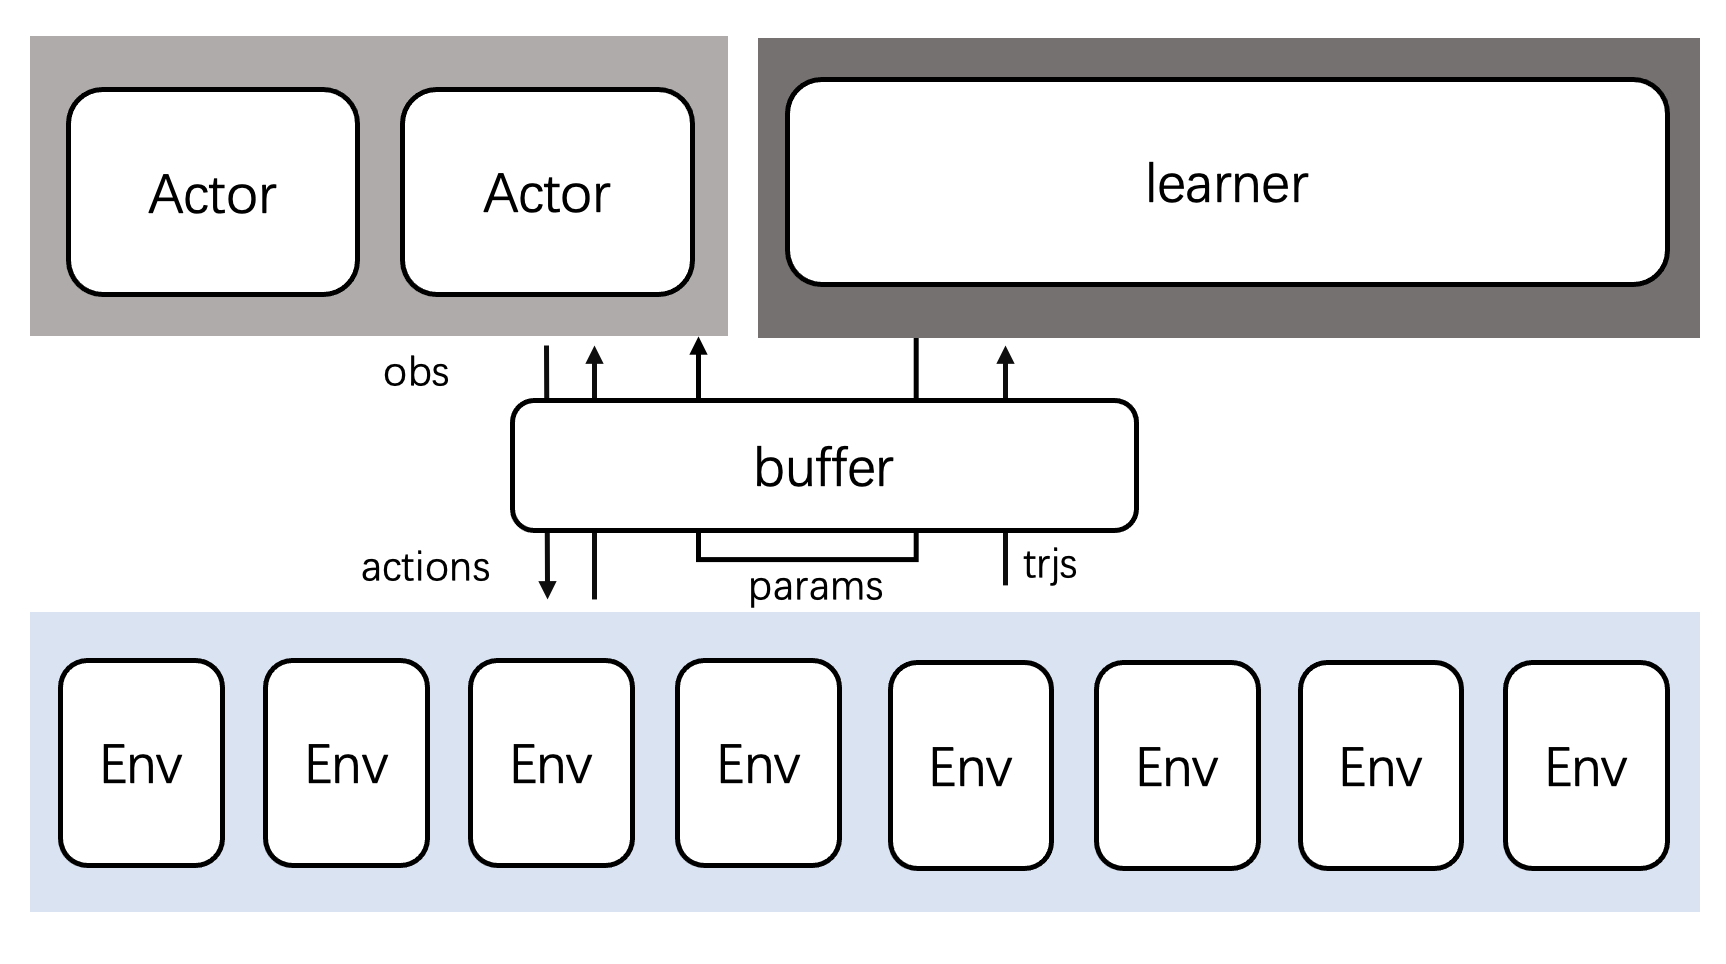 Actor
Actor
learner
obs
buffer
actions
params
trjs
Env
Env
Env
Env
Env
Env
Env
Env